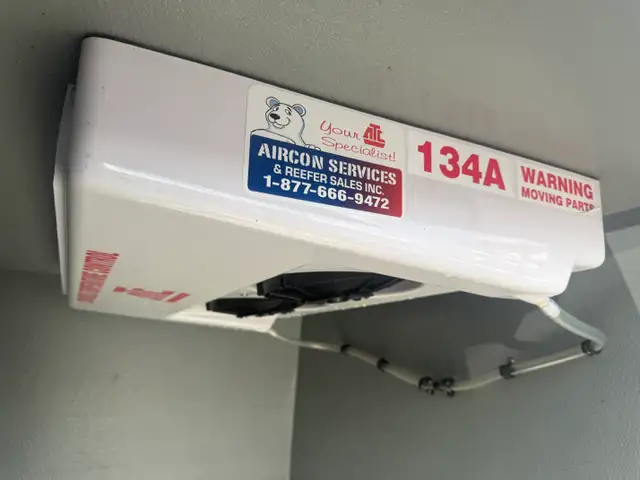 Your ATC
Specialist!
AIRCON SERVICES
& REEFER SALES INC.
1-877-666-9472
134A
WARNING
MOVING PARTS